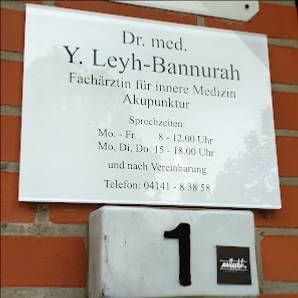 Dr. med.
Y. Leyh-Bannurah
Fachärztin für innere Medizin
Akupunktur
Sprechzeiten:
Mo. - Fr. 8 - 12.00 Uhr
Mo, Di, Do 15 - 18.00 Uhr
und nach Vereinbarung
Telefon: 04141 - 8 38 58
1